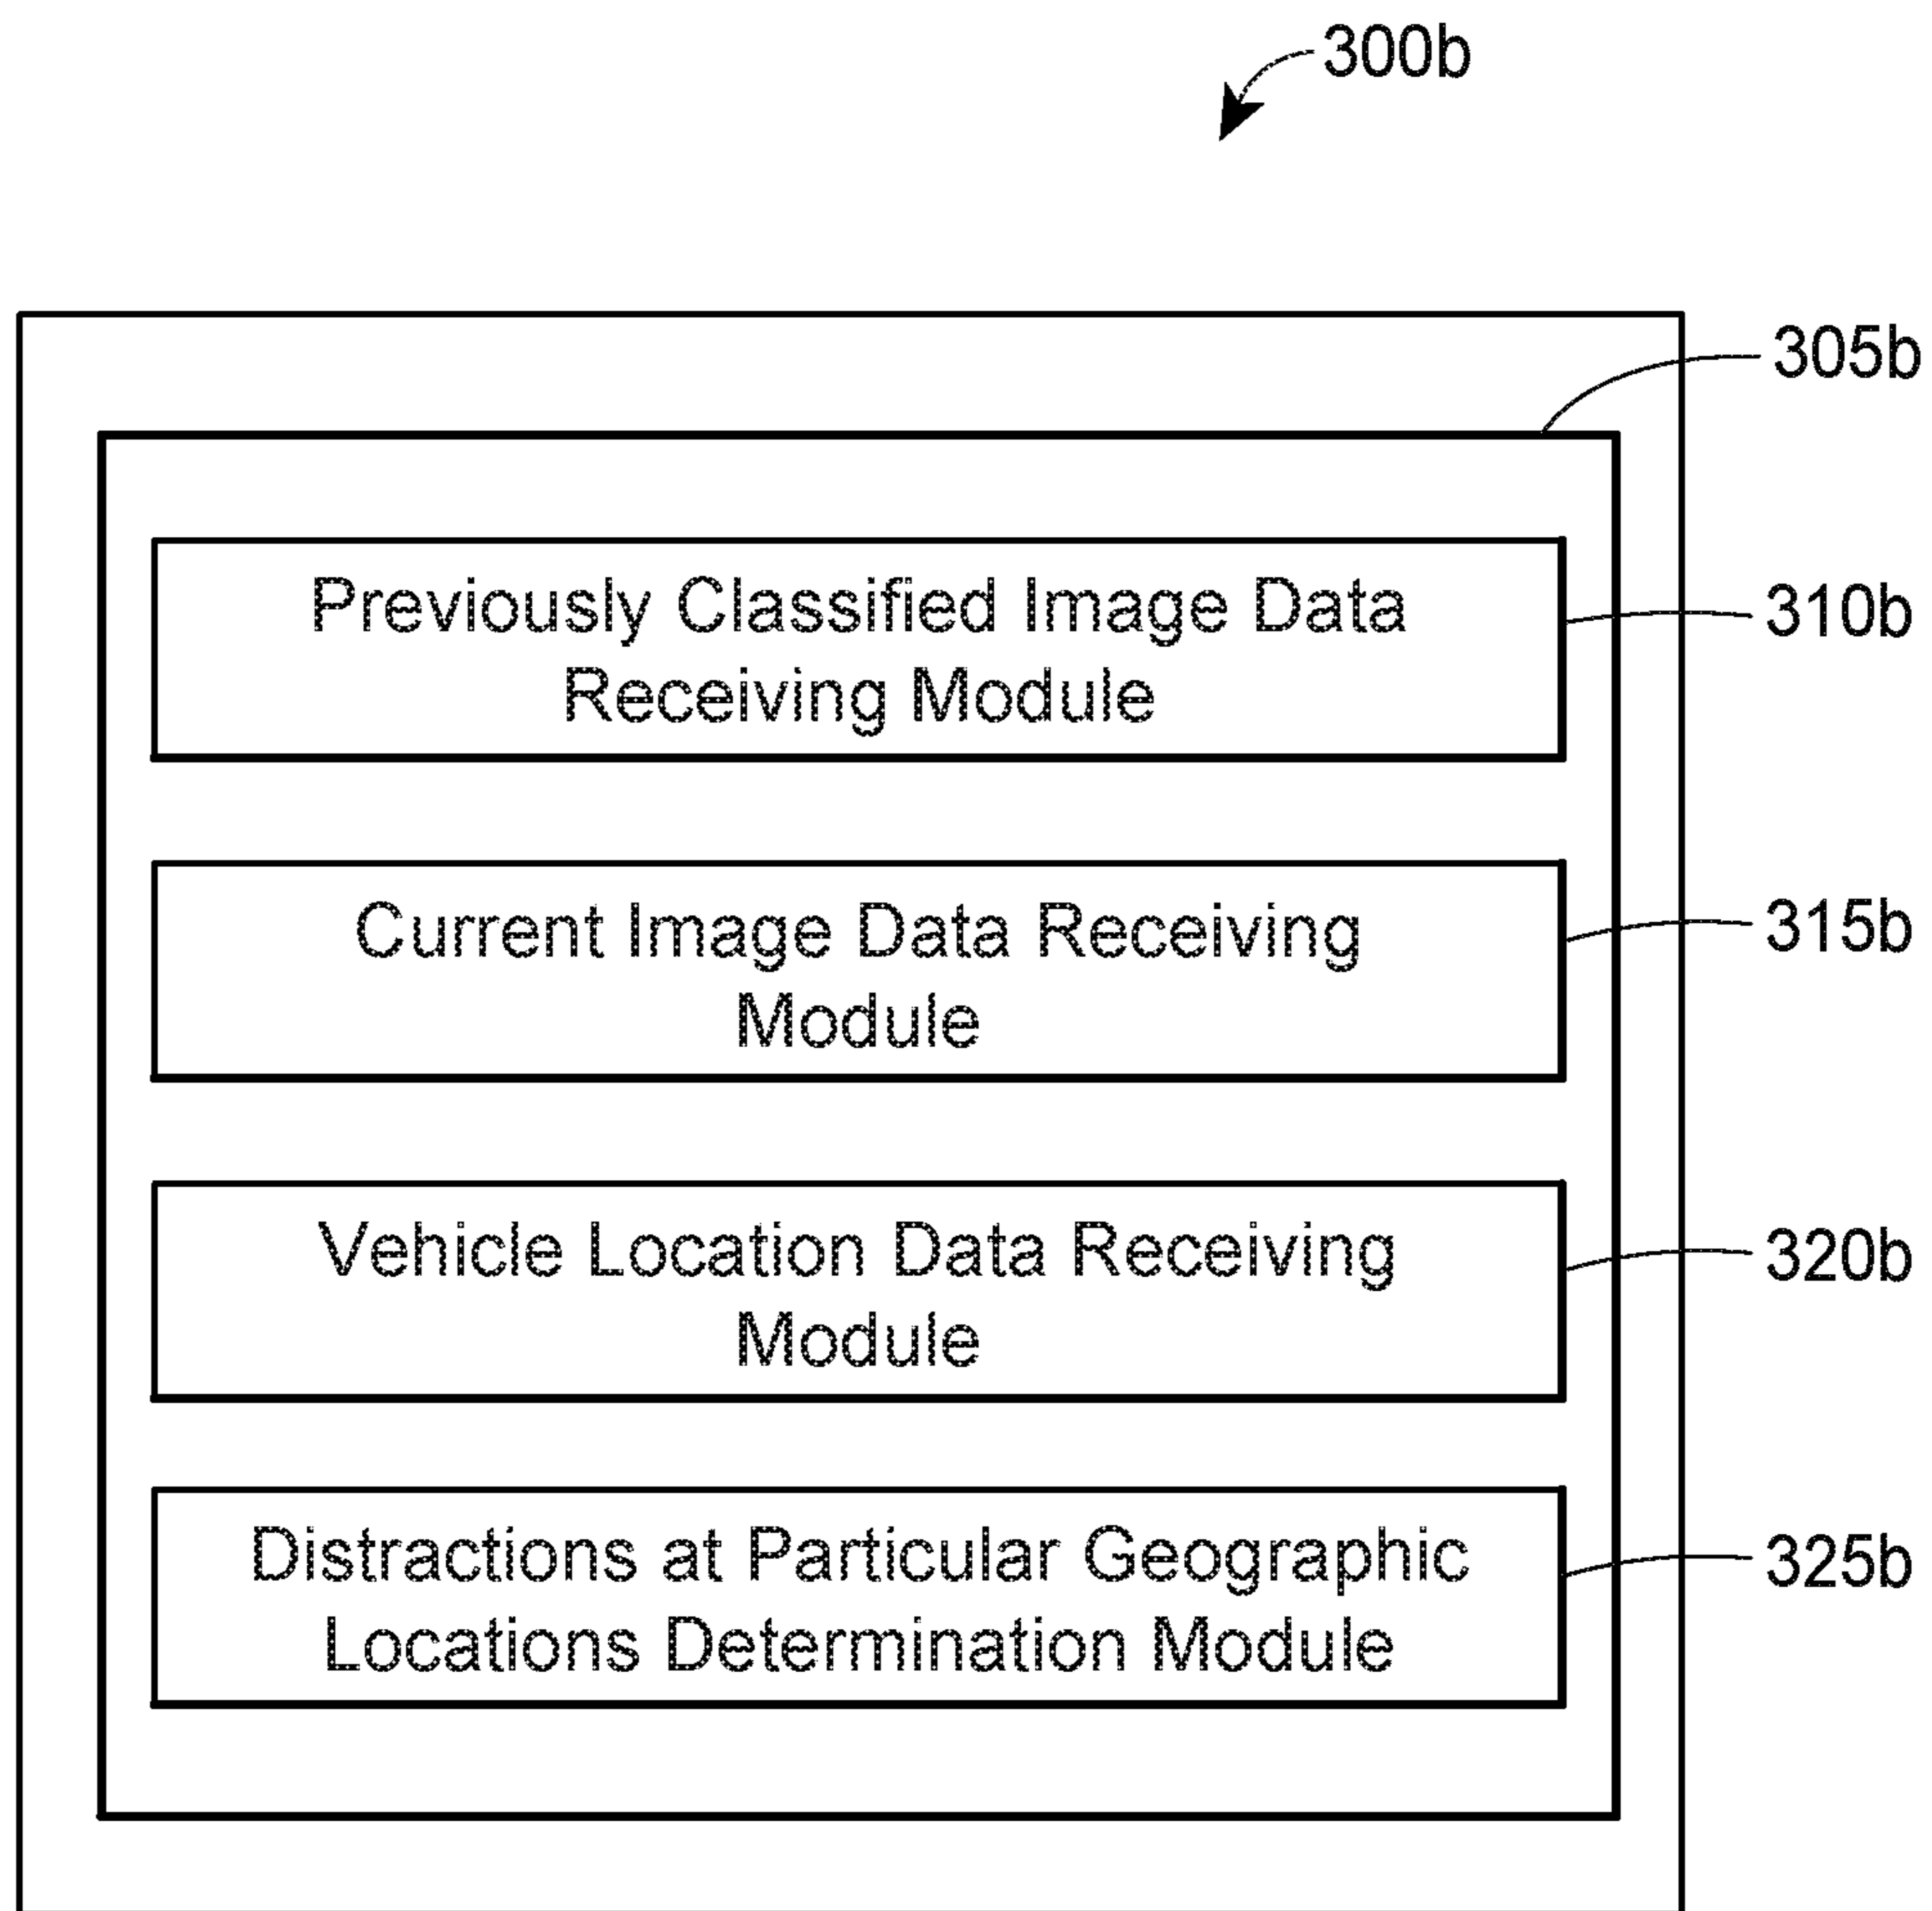 300b
305b
Previously Classified Image Data
Receiving Module
310b
Current Image Data Receiving
Module
315b
Vehicle Location Data Receiving
Module
320b
Distractions at Particular Geographic
Locations Determination Module
325b